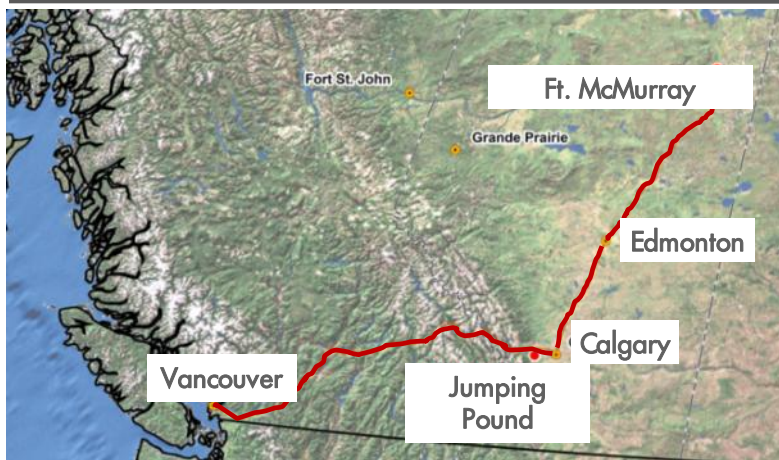 Fort St. John
Ft. McMurray
Grande Prairie
Edmonton
Calgary
Vancouver
Jumping
Pound